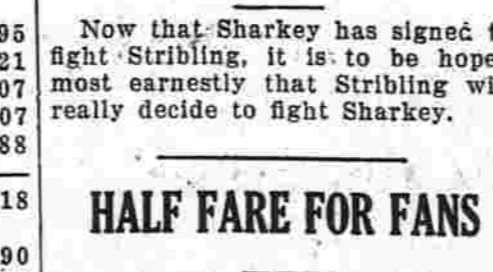 95
21
07
07
88
18
90
Now that Sharkey has signed t
fight Stribling, it is to be hope
most earnestly that Stribling wi
really decide to fight Sharkey.
HALF FARE FOR FANS